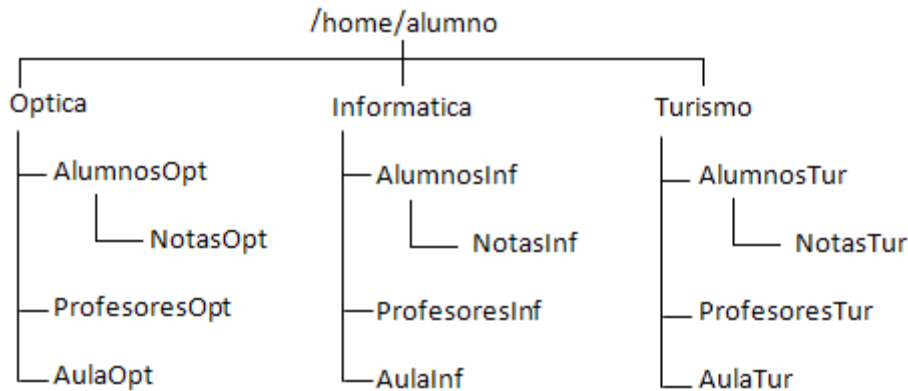 /home/alumno
Optica Informatica Turismo
AlumnosOpt AlumnosInf AlumnosTur
NotasOpt NotasInf NotasTur
ProfesoresOpt ProfesoresInf ProfesoresTur
AulaOpt AulaInf AulaTur